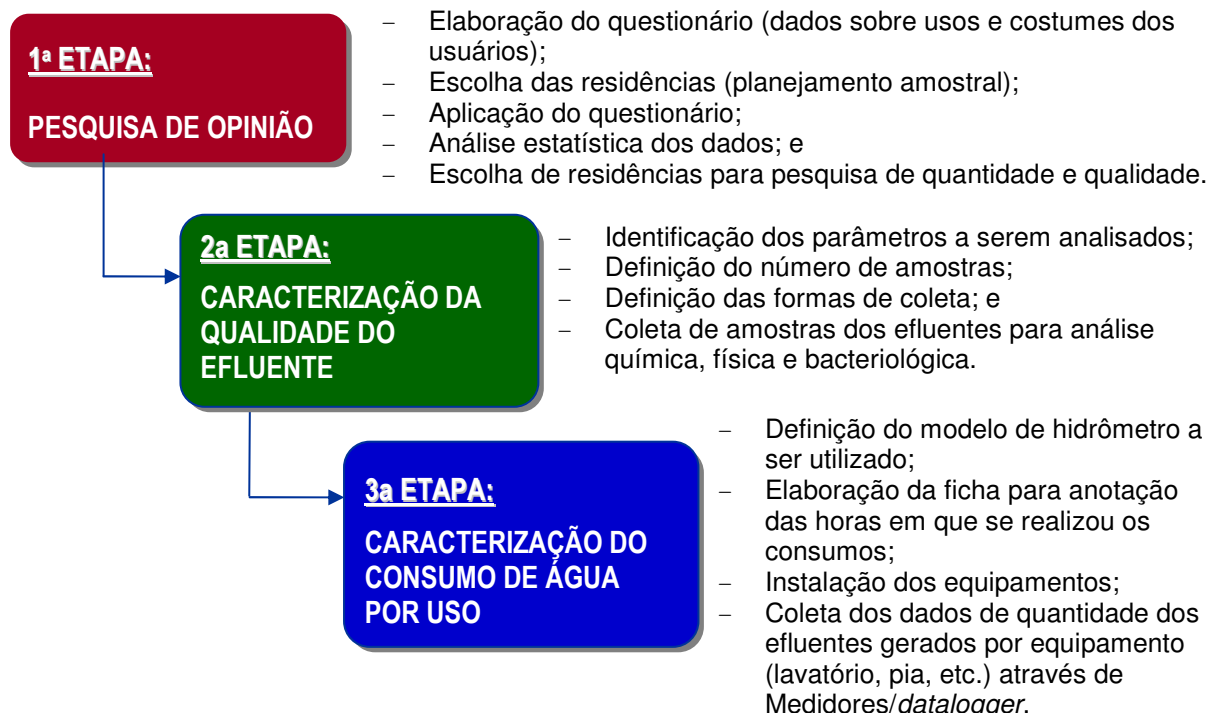 1ª ETAPA:
PESQUISA DE OPINIÃO
– Elaboração do questionário (dados sobre usos e costumes dos
usuários);
– Escolha das residências (planejamento amostral);
– Aplicação do questionário;
– Análise estatística dos dados; e
– Escolha de residências para pesquisa de quantidade e qualidade.
2a ETAPA:
CARACTERIZAÇÃO DA
QUALIDADE DO
EFLUENTE
– Identificação dos parâmetros a serem analisados;
– Definição do número de amostras;
– Definição das formas de coleta; e
– Coleta de amostras dos efluentes para análise
química, física e bacteriológica.
3a ETAPA:
CARACTERIZAÇÃO DO
CONSUMO DE ÁGUA
POR USO
– Definição do modelo de hidrômetro a
ser utilizado;
– Elaboração da ficha para anotação
das horas em que se realizou os
consumos;
– Instalação dos equipamentos;
– Coleta dos dados de quantidade dos
efluentes gerados por equipamento
(lavatório, pia, etc.) através de
Medidores/datalogger.